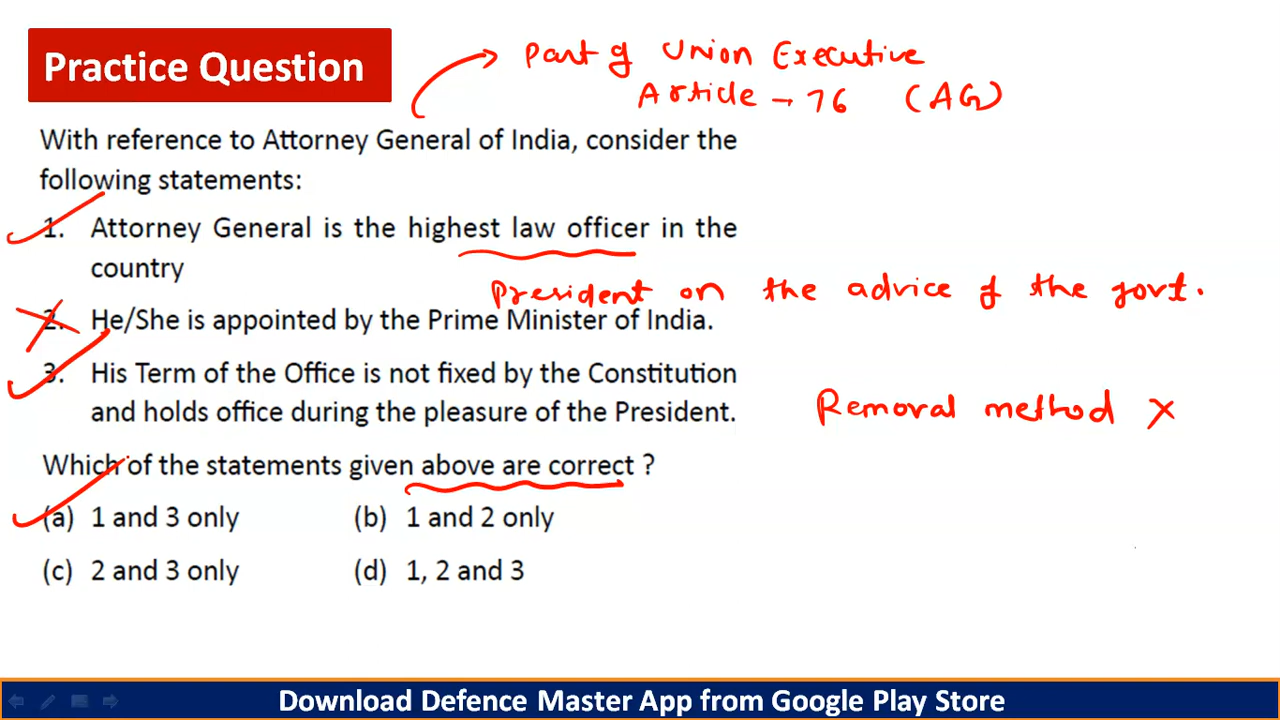 Practice Question
Part of Union Executive
Article - 76 (AG)
With reference to Attorney General of India, consider the
following statements:
1. Attorney General is the highest law officer in the
country
President on the advice of the govt.
2. He/She is appointed by the Prime Minister of India.
3. His Term of the Office is not fixed by the Constitution
and holds office during the pleasure of the President.
Removal method X
Which of the statements given above are correct ?
(a) 1 and 3 only (b) 1 and 2 only
(c) 2 and 3 only (d) 1, 2 and 3
Download Defence Master App from Google Play Store